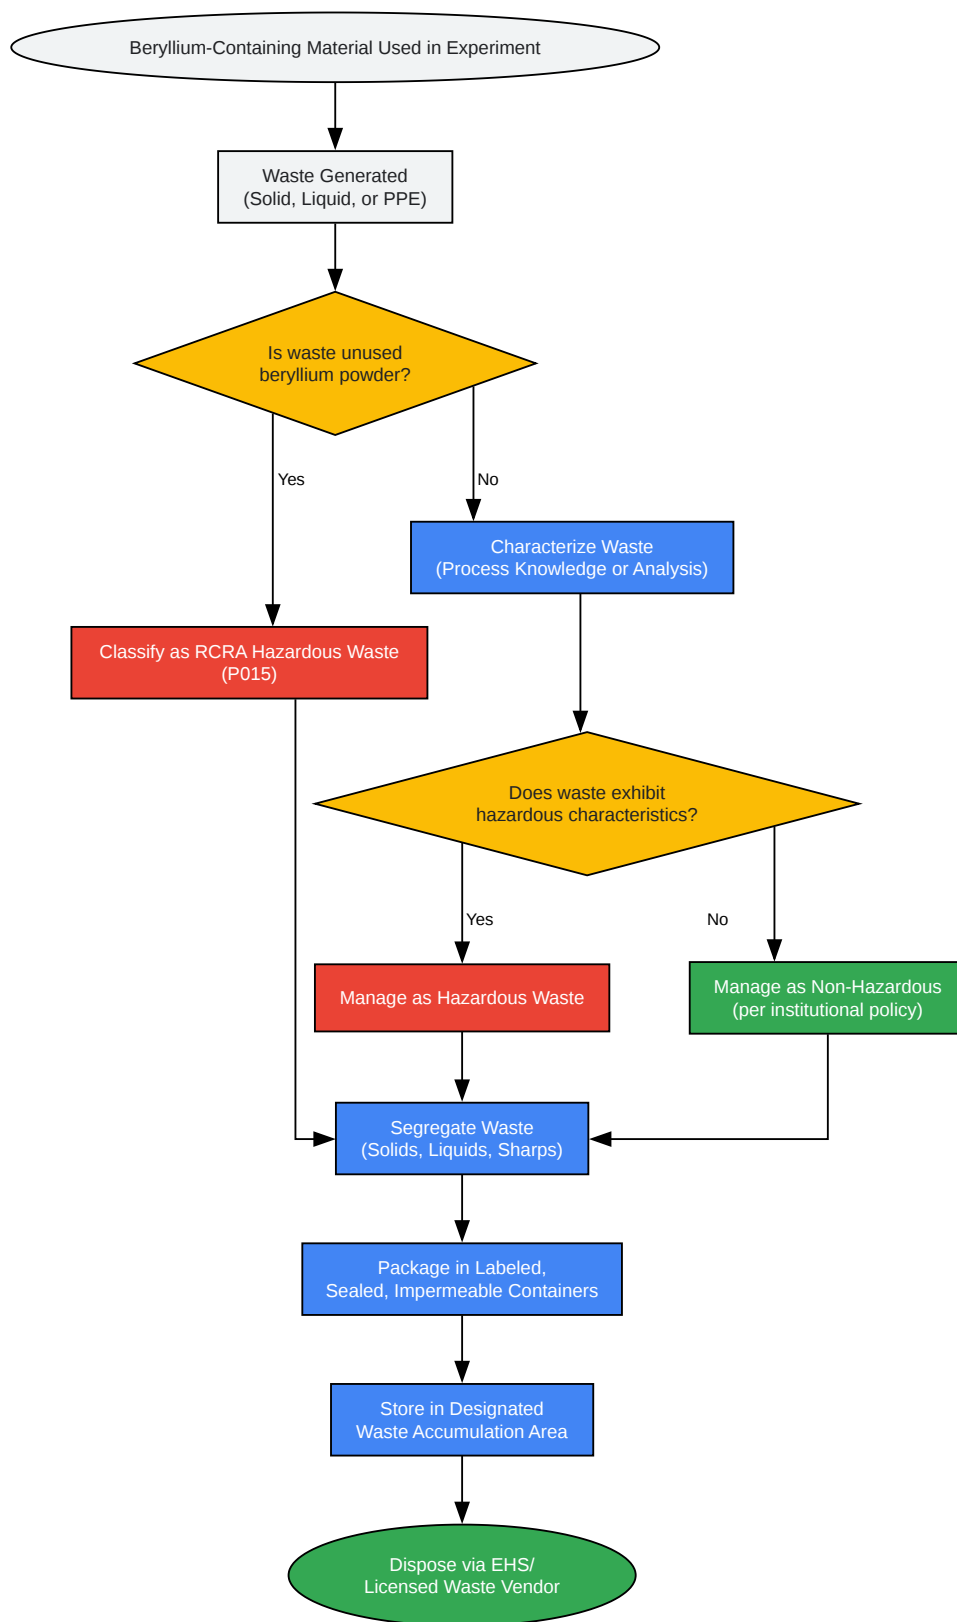 Beryllium-Containing Material Used in Experiment
Waste Generated
(Solid, Liquid, or PPE)
Is waste unused
beryllium powder?
Yes
No
Characterize Waste
(Process Knowledge or Analysis)
Classify as RCRA Hazardous Waste
(P015)
Does waste exhibit
hazardous characteristics?
Yes
No
Manage as Hazardous Waste
Manage as Non-Hazardous
(per institutional policy)
Segregate Waste
(Solids, Liquids, Sharps)
Package in Labeled,
Sealed, Impermeable Containers
Store in Designated
Waste Accumulation Area
Dispose via EHS/
Licensed Waste Vendor